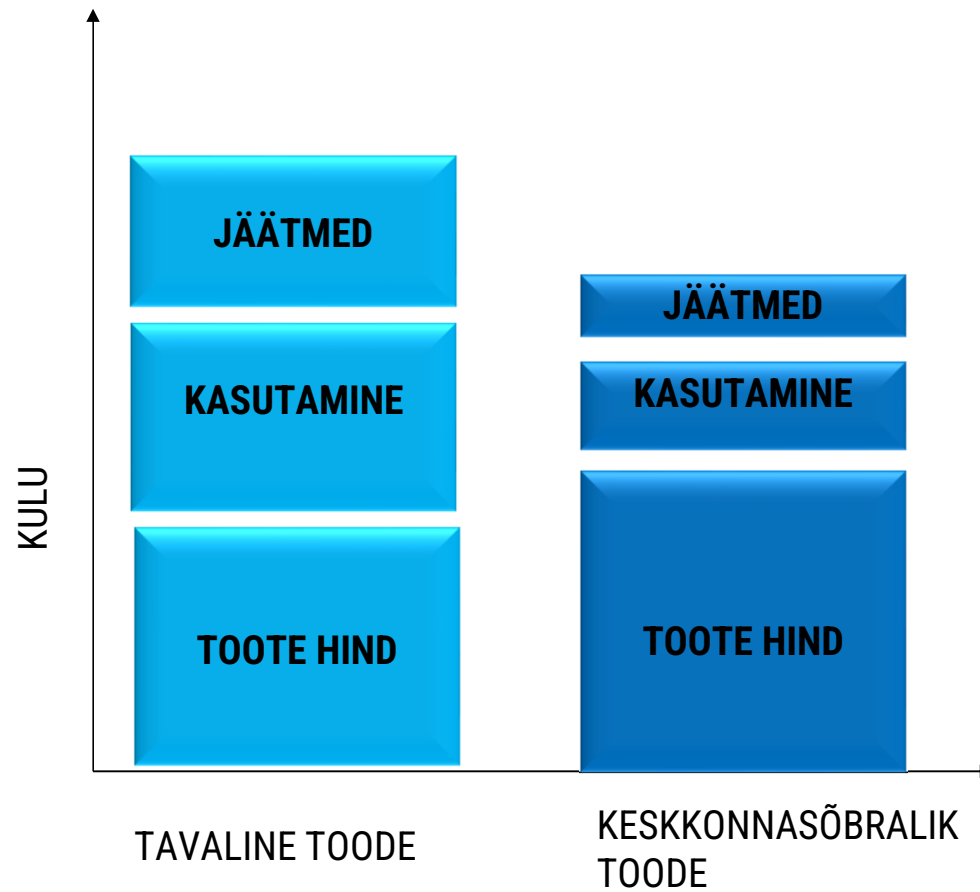 JÄÄTMED
KASUTAMINE
TOOTE HIND
JÄÄTMED
KASUTAMINE
TOOTE HIND
KULU
TAVALINE TOODE
KESKKONNASÕBRALIK
TOODE